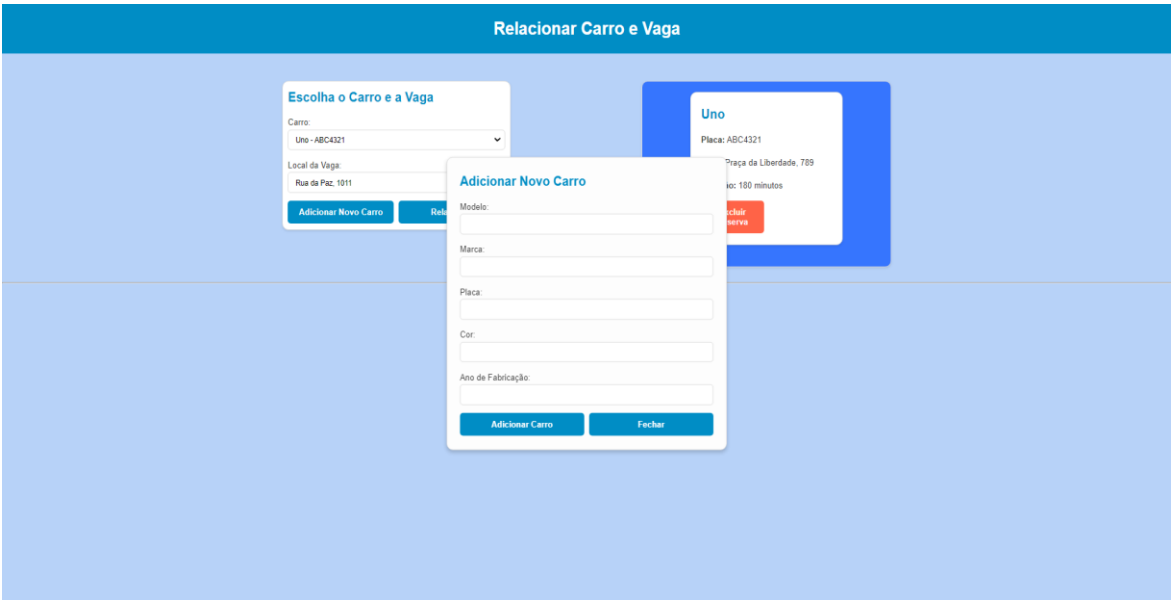 Relacionar Carro e Vaga
Escolha o Carro e a Vaga
Carro:
Uno - ABC4321
Local da Vaga:
Rua da Paz, 1011
Adicionar Novo Carro
Adicionar Novo Carro
Modelo:
Marca:
Placa:
Cor:
Ano de Fabricação:
Adicionar Carro Fechar
Uno
Placa: ABC4321
Praça da Liberdade, 789
180 minutos